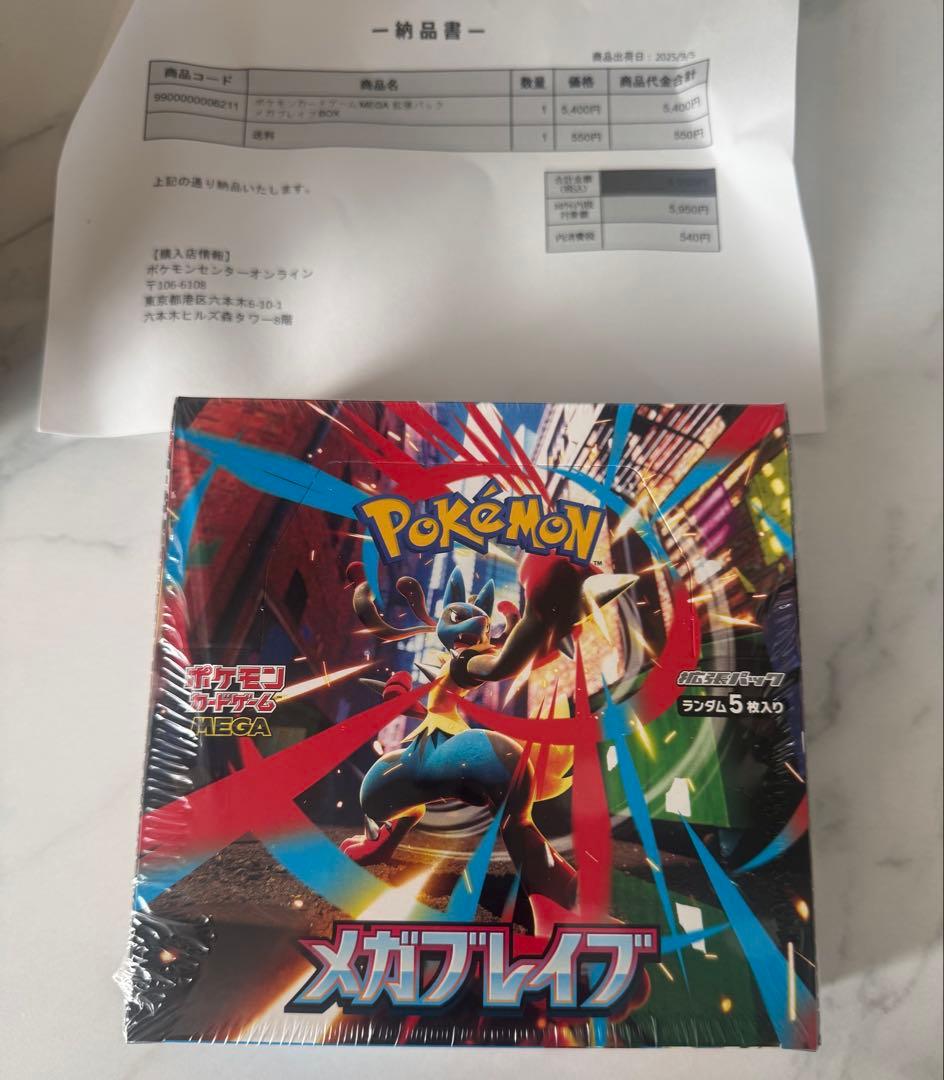 ー納品書ー
商品出荷日：2025/9/5
商品コード 商品名 数量 価格 商品代金合計
9900000006211 ポケモンカードゲームMEGA 拡張パック メガブレイブBOX 1 5,400円 5,400円
送料 1 550円 550円
上記の通り納品いたします。
合計金額
(税込)
対象額 5,950円
内消費税 540円
【購入店情報】
ポケモンセンターオンライン
〒106-6108
東京都港区六本木6-10-1
六本木ヒルズ森タワー8階
POKéMON
TM
ポケモン
カードゲーム
MEGA
拡張パック
ランダム5枚入り
メガブレイブ